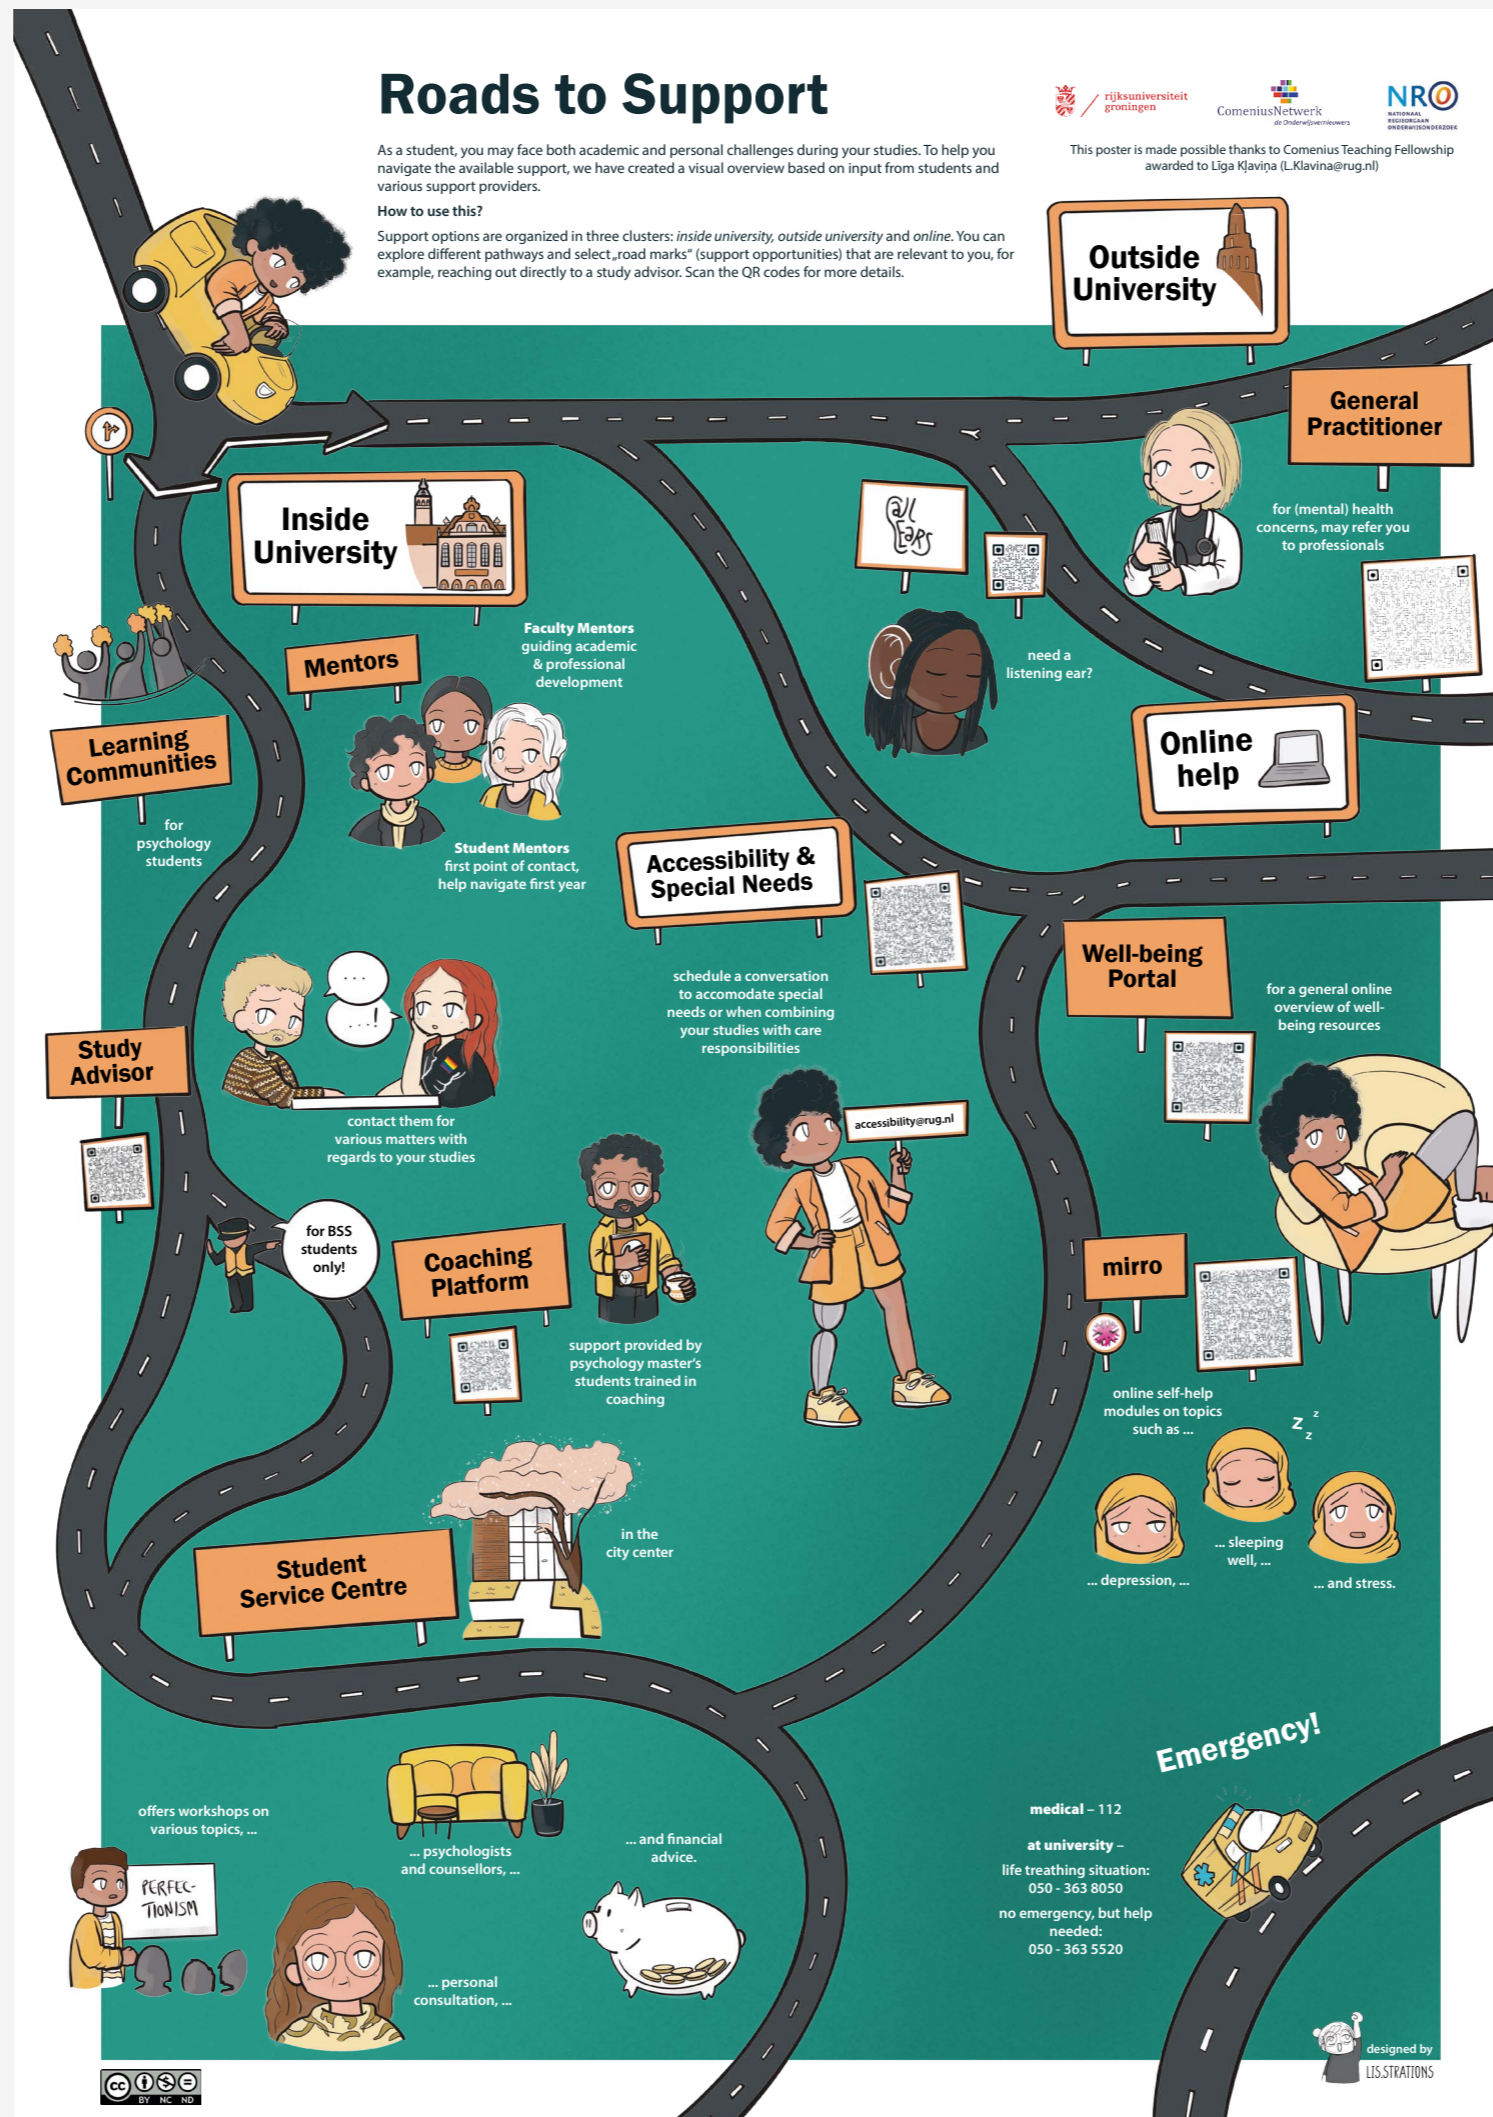 Roads to Support
As a student, you may face both academic and personal challenges during your studies. To help you
navigate the available support, we have created a visual overview based on input from students and
various support providers.
How to use this?
Support options are organized in three clusters: inside university, outside university and online. You can
explore different pathways and select „road marks“ (support opportunities) that are relevant to you, for
example, reaching out directly to a study advisor. Scan the QR codes for more details.
rijksuniversiteit
groningen
ComeniusNetwerk
de Onderwijsvernieuwers
NRO
NATIONAAL
REGIEORGAAN
ONDERWIJSONDERZOEK
This poster is made possible thanks to Comenius Teaching Fellowship
awarded to Līga Kļaviņa (L.Klavina@rug.nl)
Outside
University
General
Practitioner
for (mental) health
concerns, may refer you
to professionals
Inside
University
all
Ears
need a
listening ear?
Mentors
Faculty Mentors
guiding academic
& professional
development
Student Mentors
first point of contact,
help navigate first year
Learning
Communities
for
psychology
students
Online
help
Accessibility &
Special Needs
schedule a conversation
to accomodate special
needs or when combining
your studies with care
responsibilities
accessibility@rug.nl
Well-being
Portal
for a general online
overview of well-
being resources
...
...!
Study
Advisor
contact them for
various matters with
regards to your studies
for BSS
students
only!
Coaching
Platform
support provided by
psychology master's
students trained in
coaching
mirro
online self-help
modules on topics
such as ...
z
z
z
... depression, ...
... sleeping
well, ...
... and stress.
Student
Service Centre
in the
city center
offers workshops on
various topics, ...
PERFEC-
TIONISM
... psychologists
and counsellors, ...
... personal
consultation, ...
... and financial
advice.
Emergency!
medical – 112
at university –
life treathing situation:
050 - 363 8050
no emergency, but help
needed:
050 - 363 5520
designed by
LIS.STRATIONS
cc
BY NC ND